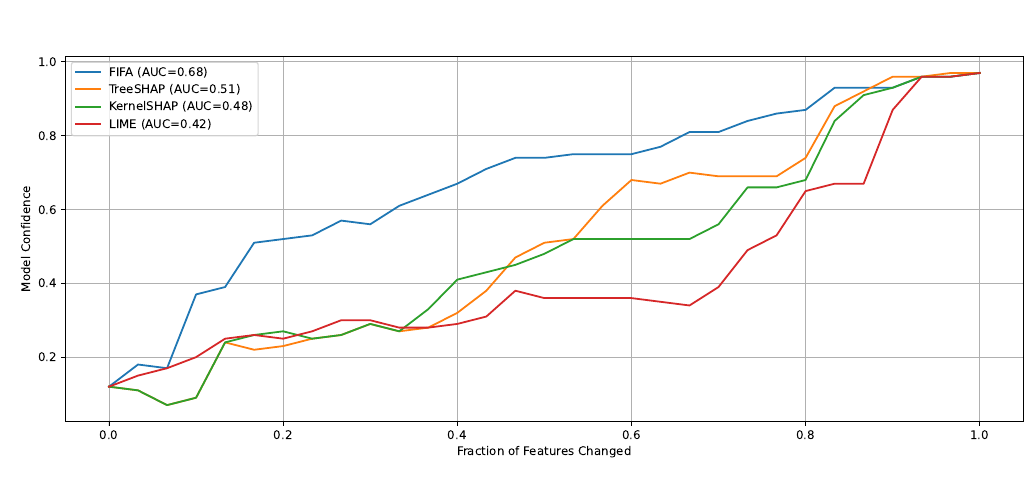 FIFA (AUC=0.68)
TreeSHAP (AUC=0.51)
KernelSHAP (AUC=0.48)
LIME (AUC=0.42)
1.0
0.8
0.6
0.4
0.2
Model Confidence
0.0 0.2 0.4 0.6 0.8 1.0
Fraction of Features Changed